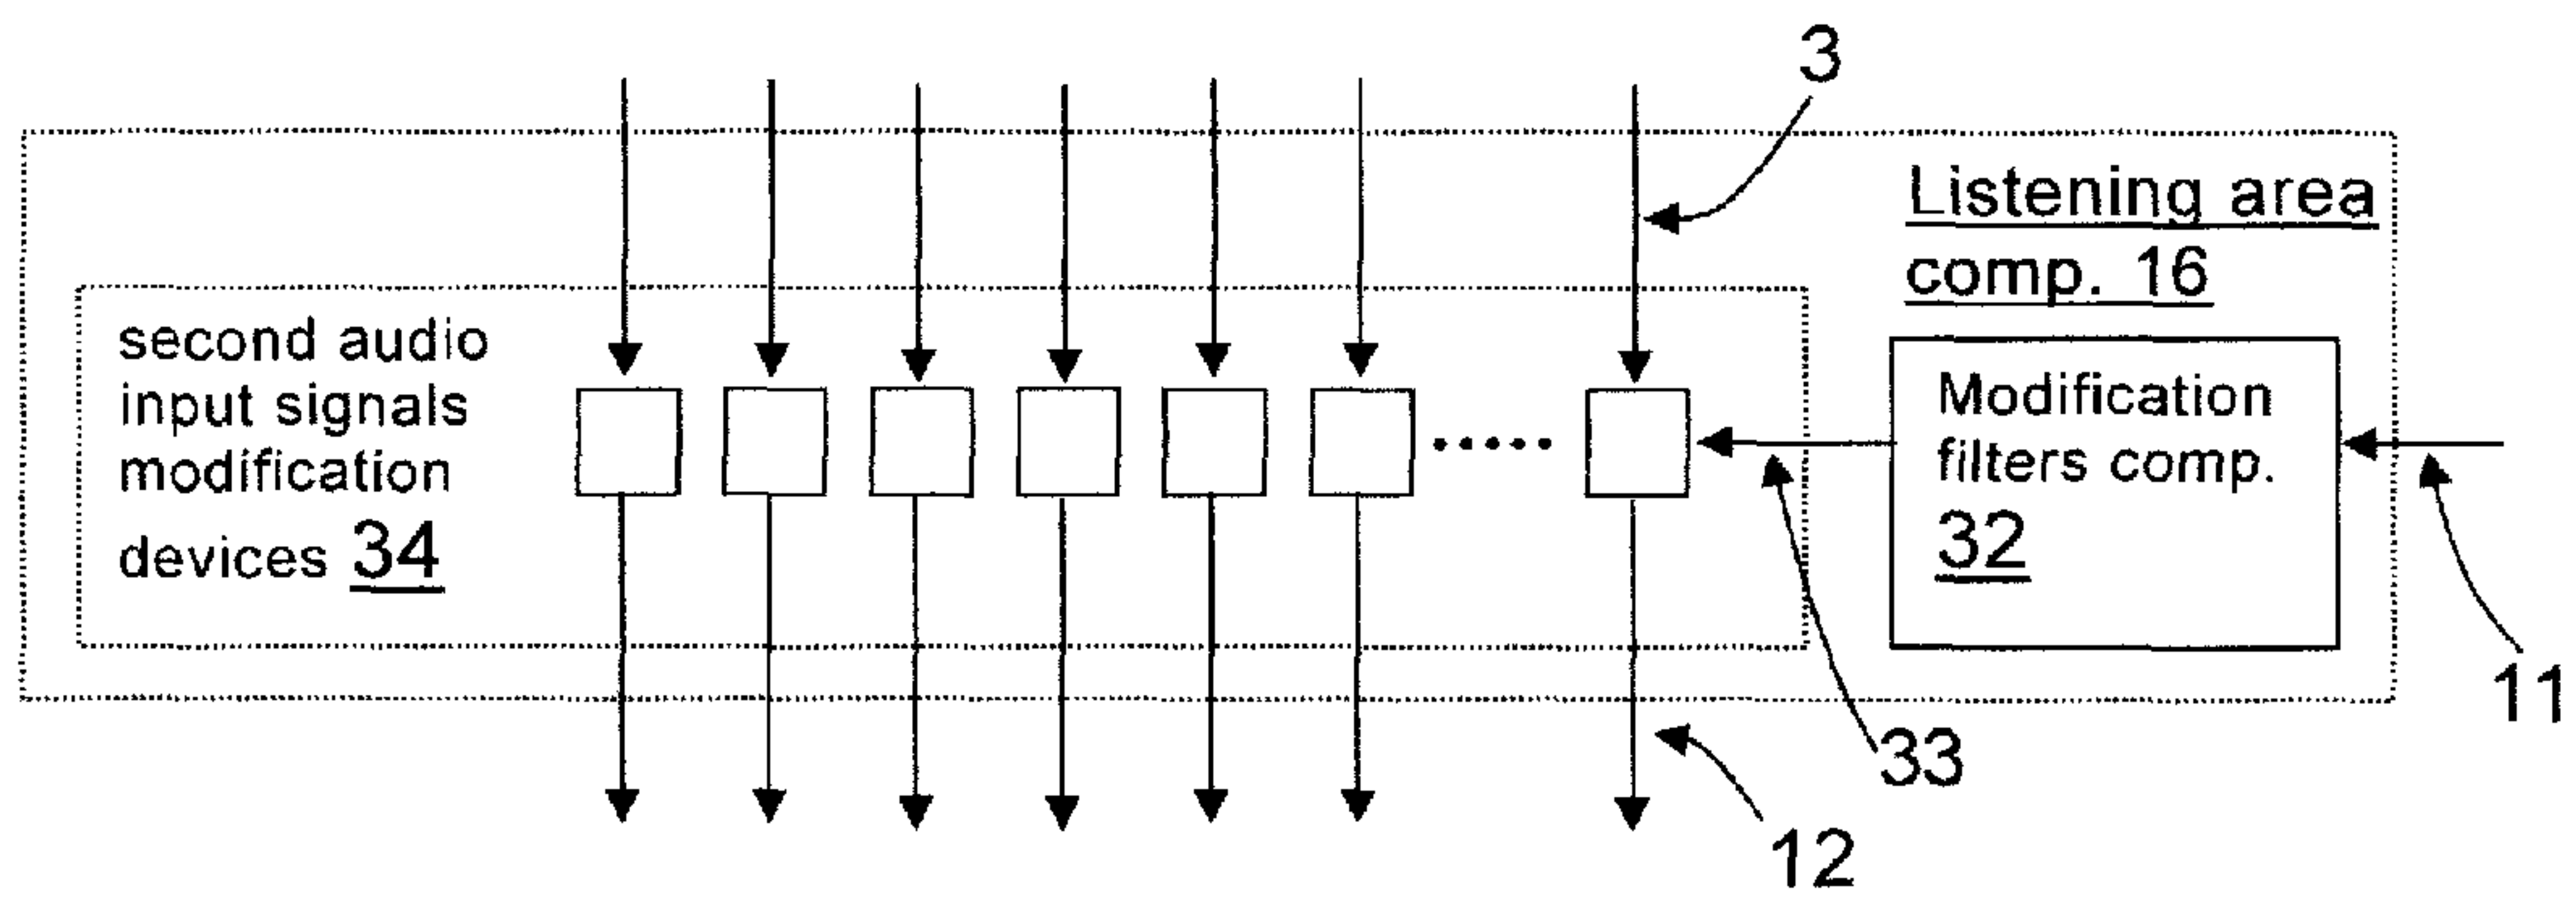 3
Listening area
comp. 16
second audio
input signals
modification
devices 34
Modification
filters comp.
32
11
33
12